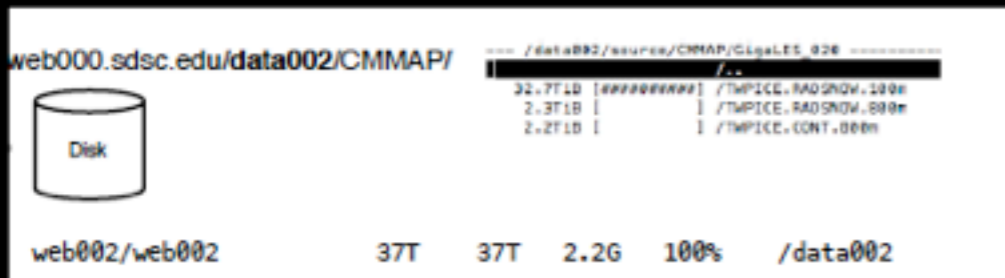 web000.sdsc.edu/data002/CMMAP/
--- /data002/source/CMMAP/GigaLES_020 ----------
/..
32.7TiB [##########] /TWPICE.RADSNOW.100m
2.3TiB [ ] /TWPICE.RADSNOW.800m
2.2TiB [ ] /TWPICE.CONT.800m
Disk
web002/web002 37T 37T 2.2G 100% /data002